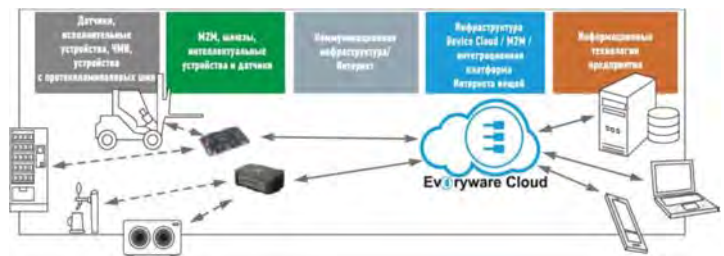 Датчики,
исполнительные
устройства, ЧМИ,
устройства
с протоколами полевых шин
M2M, шлюзы,
интеллектуальные
устройства и датчики
Коммуникационная
инфраструктура/
Интернет
Инфраструктура
Device Cloud / M2M /
интеграционная
платформа
Интернета вещей
Информационные
технологии
предприятия
Everyware Cloud